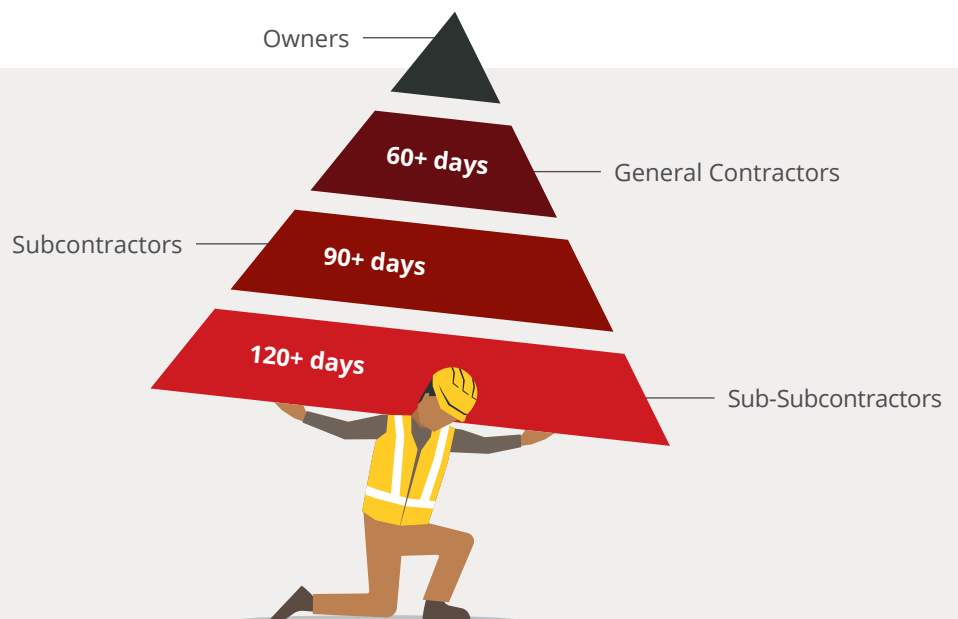 Owners
60+ days
General Contractors
Subcontractors
90+ days
120+ days
Sub-Subcontractors